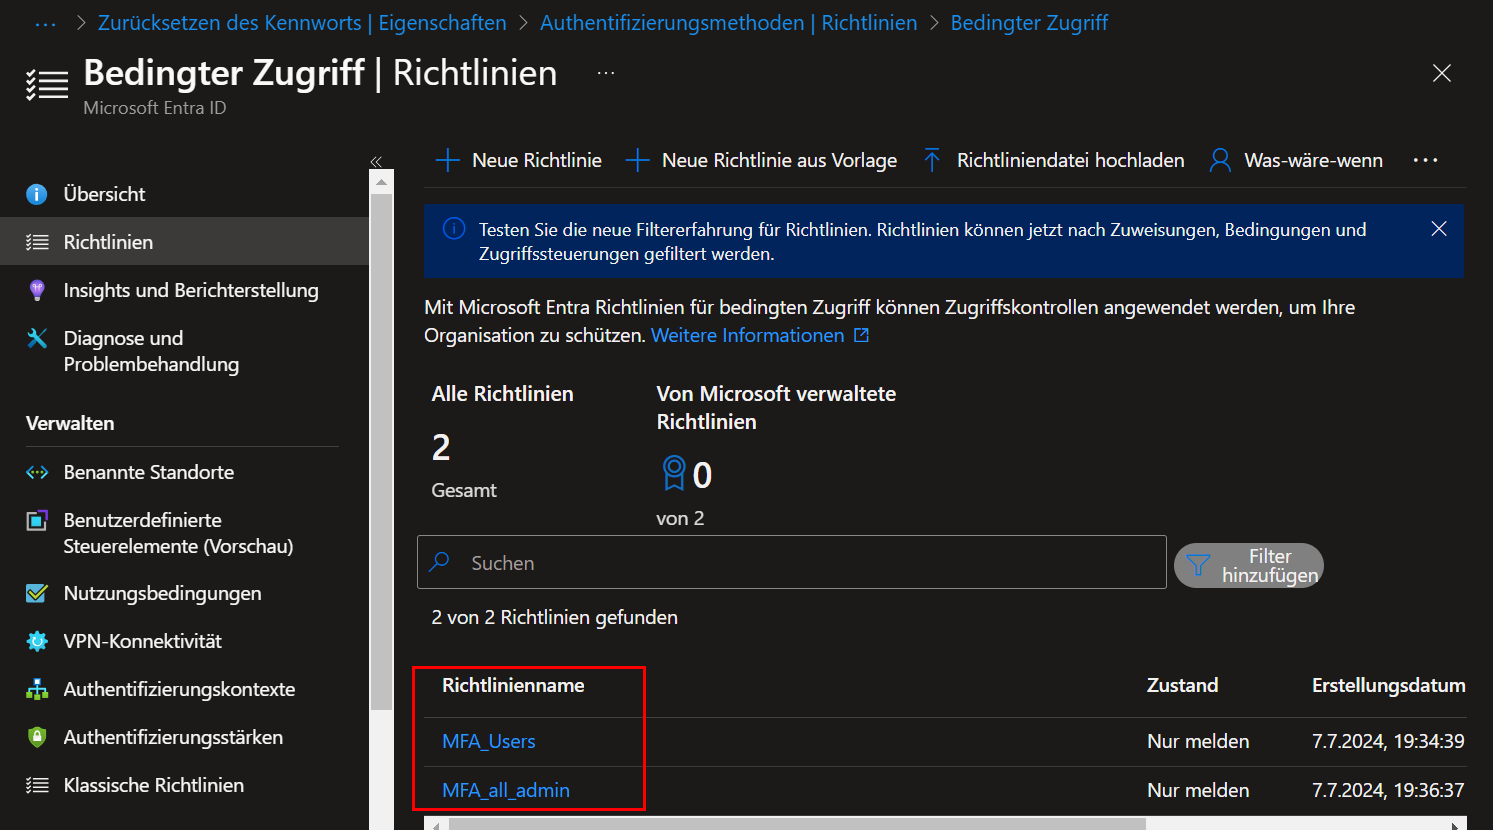 ··· > Zurücksetzen des Kennworts | Eigenschaften > Authentifizierungsmethoden | Richtlinien > Bedingter Zugriff
Bedingter Zugriff | Richtlinien ···
Microsoft Entra ID
«
Übersicht
Richtlinien
Insights und Berichterstellung
Diagnose und
Problembehandlung
Verwalten
Benannte Standorte
Benutzerdefinierte
Steuerelemente (Vorschau)
Nutzungsbedingungen
VPN-Konnektivität
Authentifizierungskontexte
Authentifizierungsstärken
Klassische Richtlinien
Neue Richtlinie Neue Richtlinie aus Vorlage Richtliniendatei hochladen Was-wäre-wenn ···
Testen Sie die neue Filtererfahrung für Richtlinien. Richtlinien können jetzt nach Zuweisungen, Bedingungen und
Zugriffssteuerungen gefiltert werden.
Mit Microsoft Entra Richtlinien für bedingten Zugriff können Zugriffskontrollen angewendet werden, um Ihre
Organisation zu schützen. Weitere Informationen
Alle Richtlinien
2
Gesamt
Von Microsoft verwaltete
Richtlinien
0
von 2
Suchen
Filter
hinzufügen
2 von 2 Richtlinien gefunden
Richtlinienname Zustand Erstellungsdatum
MFA_Users Nur melden 7.7.2024, 19:34:39
MFA_all_admin Nur melden 7.7.2024, 19:36:37